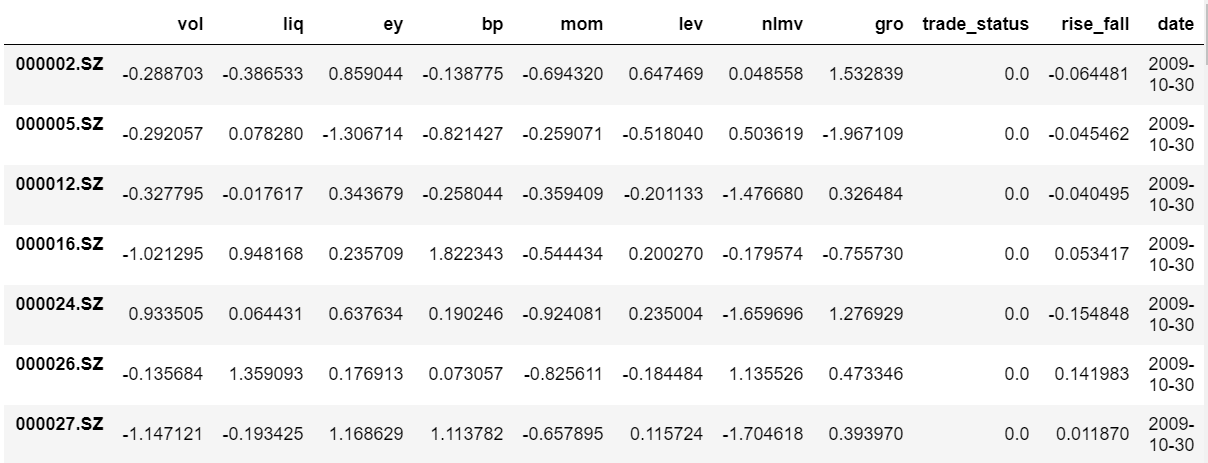 vol liq ey bp mom lev nlmv gro trade_status rise_fall date
000002.SZ -0.288703 -0.386533 0.859044 -0.138775 -0.694320 0.647469 0.048558 1.532839 0.0 -0.064481 2009-10-30
000005.SZ -0.292057 0.078280 -1.306714 -0.821427 -0.259071 -0.518040 0.503619 -1.967109 0.0 -0.045462 2009-10-30
000012.SZ -0.327795 -0.017617 0.343679 -0.258044 -0.359409 -0.201133 -1.476680 0.326484 0.0 -0.040495 2009-10-30
000016.SZ -1.021295 0.948168 0.235709 1.822343 -0.544434 0.200270 -0.179574 -0.755730 0.0 0.053417 2009-10-30
000024.SZ 0.933505 0.064431 0.637634 0.190246 -0.924081 0.235004 -1.659696 1.276929 0.0 -0.154848 2009-10-30
000026.SZ -0.135684 1.359093 0.176913 0.073057 -0.825611 -0.184484 1.135526 0.473346 0.0 0.141983 2009-10-30
000027.SZ -1.147121 -0.193425 1.168629 1.113782 -0.657895 0.115724 -1.704618 0.393970 0.0 0.011870 2009-10-30